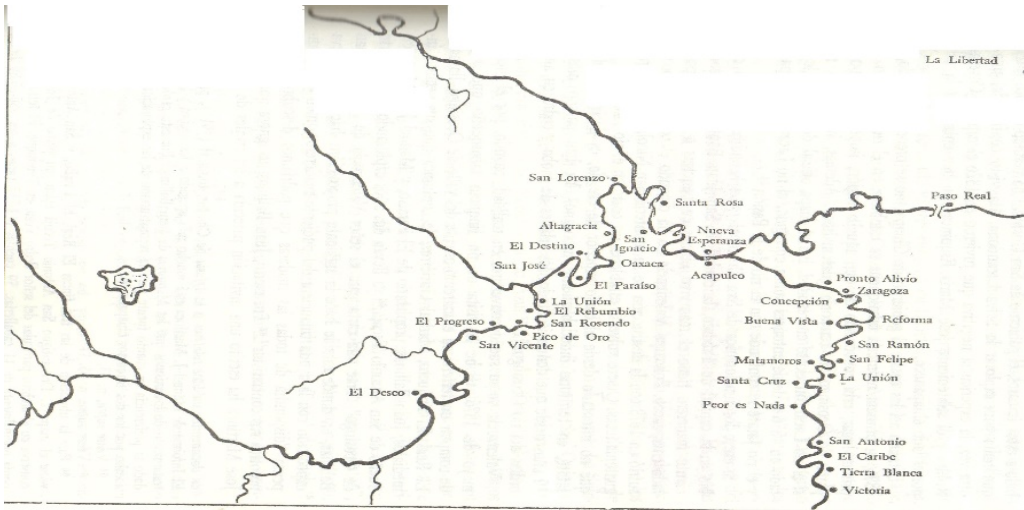 La Libertad
San Lorenzo
Paso Real
Santa Rosa
Altagracia
San
Ignacio
Nueva
Esperanza
El Destino
Oaxaca
San José
Acapulco
El Paraíso
Pronto Alivío
Zaragoza
La Unión
Concepción
El Rebumbio
El Progreso
San Rosendo
Buena Vista
Reforma
Pico de Oro
San Vicente
San Ramón
Matamoros
San Felipe
Santa Cruz
La Unión
El Deseo
Peor es Nada
San Antonio
El Caribe
Tierra Blanca
Victoria